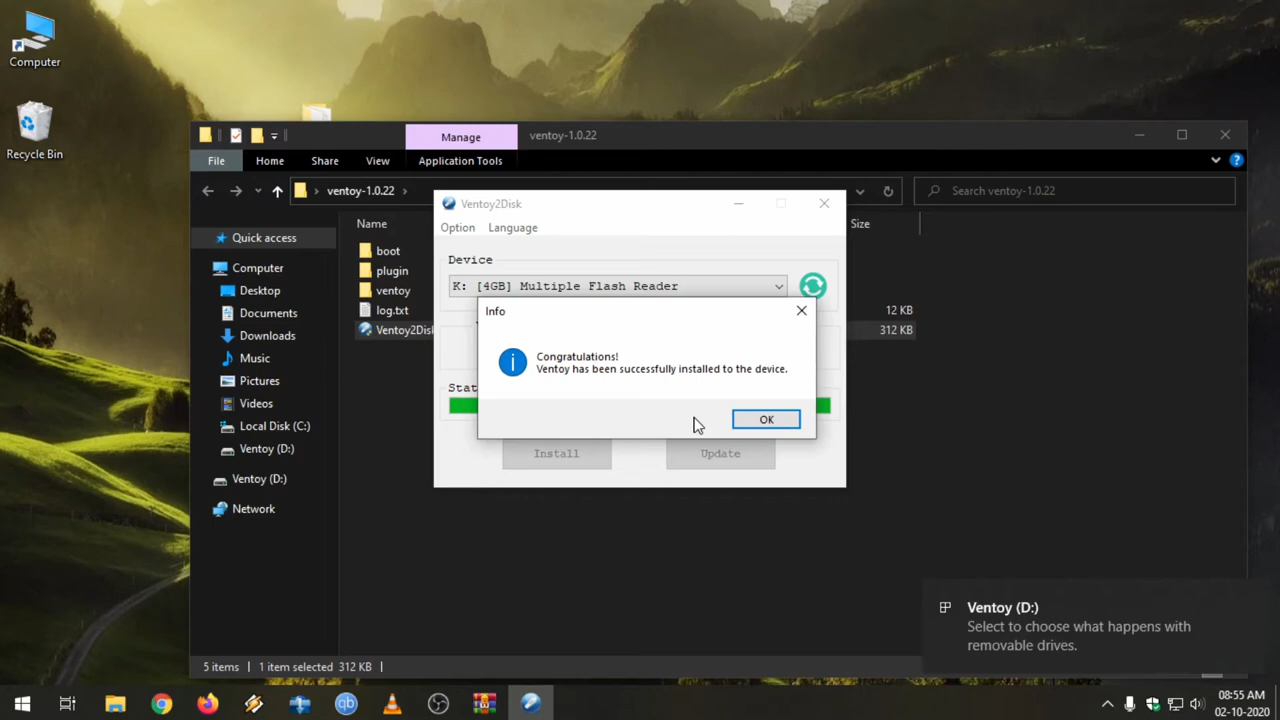 Computer
Recycle Bin
Manage
ventoy-1.0.22
File
Home
Share
View
Application Tools
ventoy-1.0.22
Search ventoy-1.0.22
Name
Size
Quick access
Computer
Desktop
Documents
Downloads
Music
Pictures
Videos
Local Disk (C:)
Ventoy (D:)
Ventoy (D:)
Network
boot
plugin
ventoy
log.txt
12 KB
Ventoy2Disk
312 KB
Ventoy2Disk
Option
Language
Device
K: [4GB] Multiple Flash Reader
Stat
Install
Update
Info
Congratulations!
Ventoy has been successfully installed to the device.
OK
Ventoy (D:)
Select to choose what happens with
removable drives.
5 items
1 item selected 312 KB
08:55 AM
02-10-2020